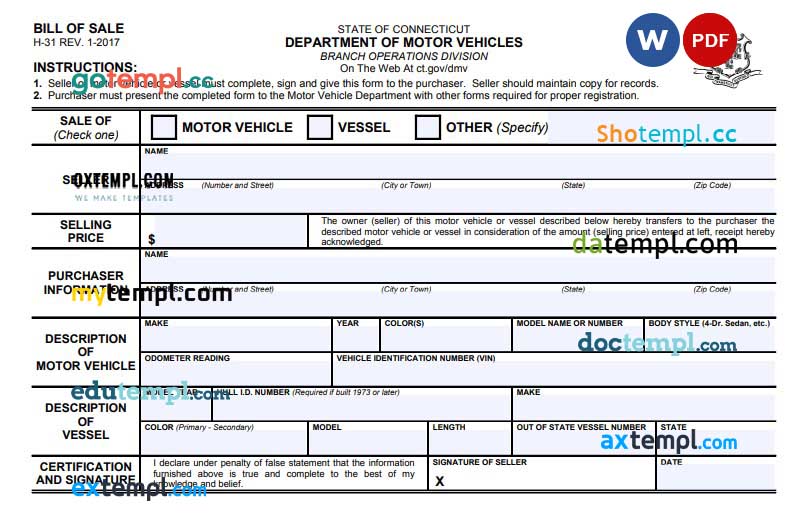 BILL OF SALE
H-31 REV. 1-2017
STATE OF CONNECTICUT
DEPARTMENT OF MOTOR VEHICLES
BRANCH OPERATIONS DIVISION
On The Web At ct.gov/dmv
W
PDF
INSTRUCTIONS:
gotempl.cc
1. Seller of motor vehicle or vessel must complete, sign and give this form to the purchaser. Seller should maintain copy for records.
2. Purchaser must present the completed form to the Motor Vehicle Department with other forms required for proper registration.
SALE OF
(Check one)
MOTOR VEHICLE
VESSEL
OTHER (Specify)
Shotempl.cc
NAME
OXTEMPL.COM
WE MAKE TEMPLATES
ADDRESS (Number and Street) (City or Town) (State) (Zip Code)
SELLING
PRICE
$
The owner (seller) of this motor vehicle or vessel described below hereby transfers to the purchaser the
described motor vehicle or vessel in consideration of the amount (selling price) entered at left, receipt hereby
acknowledged.
datempl.com
PURCHASER
INFORMATION
NAME
mytempl.com
ADDRESS (Number and Street) (City or Town) (State) (Zip Code)
DESCRIPTION
OF
MOTOR VEHICLE
MAKE YEAR COLOR(S) MODEL NAME OR NUMBER BODY STYLE (4-Dr. Sedan, etc.)
doctempl.com
ODOMETER READING VEHICLE IDENTIFICATION NUMBER (VIN)
DESCRIPTION
OF
VESSEL
MODEL YEAR HULL I.D. NUMBER (Required if built 1973 or later) MAKE
edutempl.com
COLOR (Primary - Secondary) MODEL LENGTH OUT OF STATE VESSEL NUMBER STATE
axtempl.com
CERTIFICATION
AND SIGNATURE
I declare under penalty of false statement that the information
furnished above is true and complete to the best of my
knowledge and belief.
SIGNATURE OF SELLER
X
DATE
extempl.com